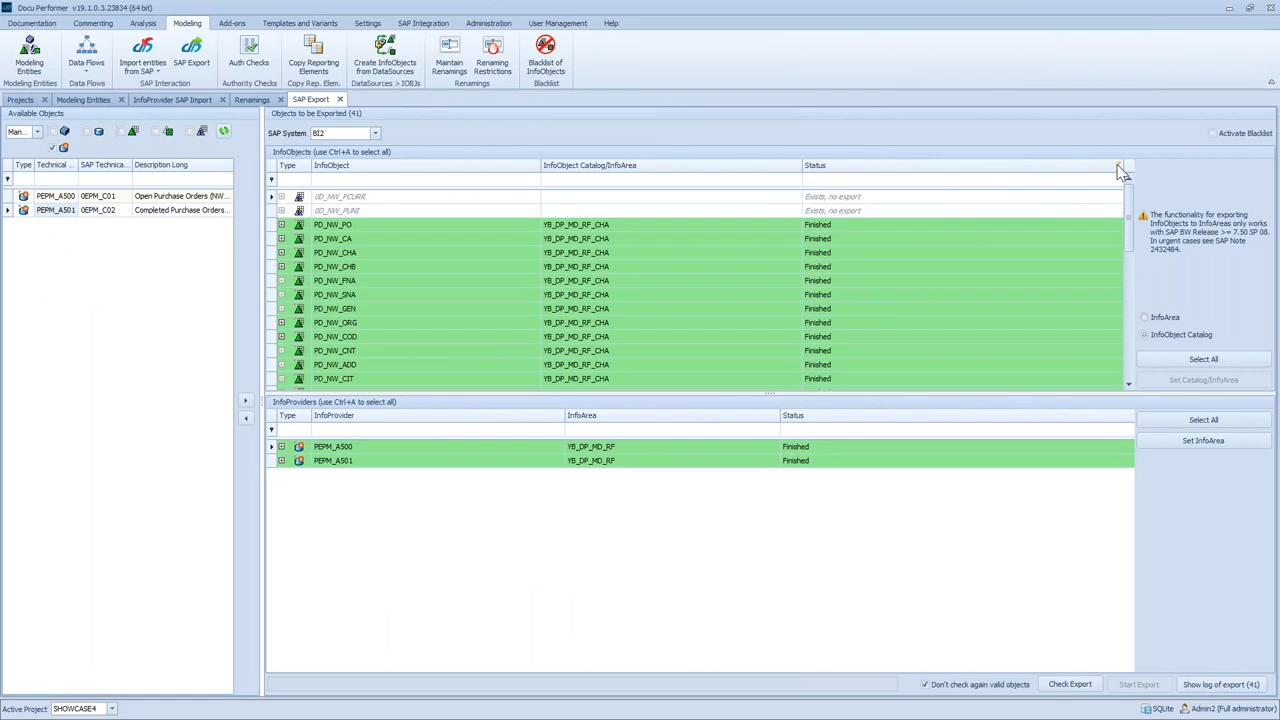 Docu Performer v19.1.0.3.23834 (64 bit)
Documentation Commenting Analysis Modeling Add-ons Templates and Variants Settings SAP Integration Administration User Management Help
Modeling Entities
Data Flows
Import entities from SAP
SAP Export
Auth Checks
Copy Reporting Elements
Create InfoObjects from DataSources
Maintain Renamings
Renaming Restrictions
Blacklist of InfoObjects
Modeling Entities Data Flows SAP Interaction Authority Checks Copy Rep. Elem. DataSources > IOBJs Renamings Blacklist
Projects Modeling Entities InfoProvider SAP Import Renamings SAP Export
Available Objects
Man...
Type Technical ... SAP Technica... Description Long
PEPM_A500 0EPM_C01 Open Purchase Orders (NW...
PEPM_A501 0EPM_C02 Completed Purchase Orders...
Objects to be Exported (41)
SAP System BI2
Activate Blacklist
InfoObjects (use Ctrl+A to select all)
Type InfoObject InfoObject Catalog/InfoArea Status
0D_NW_PCURR Exists, no export
0D_NW_PUNI Exists, no export
PD_NW_PO YB_DP_MD_RF_CHA Finished
PD_NW_CA YB_DP_MD_RF_CHA Finished
PD_NW_CHA YB_DP_MD_RF_CHA Finished
PD_NW_CHB YB_DP_MD_RF_CHA Finished
PD_NW_FNA YB_DP_MD_RF_CHA Finished
PD_NW_SNA YB_DP_MD_RF_CHA Finished
PD_NW_GEN YB_DP_MD_RF_CHA Finished
PD_NW_ORG YB_DP_MD_RF_CHA Finished
PD_NW_COD YB_DP_MD_RF_CHA Finished
PD_NW_CNT YB_DP_MD_RF_CHA Finished
PD_NW_ADD YB_DP_MD_RF_CHA Finished
PD_NW_CIT YB_DP_MD_RF_CHA Finished
The functionality for exporting
InfoObjects to InfoAreas only works
with SAP BW Release >= 7.50 SP 08.
In urgent cases see SAP Note
2432484.
InfoArea
InfoObject Catalog
Select All
Set Catalog/InfoArea
InfoProviders (use Ctrl+A to select all)
Type InfoProvider InfoArea Status
PEPM_A500 YB_DP_MD_RF Finished
PEPM_A501 YB_DP_MD_RF Finished
Select All
Set InfoArea
Don't check again valid objects Check Export Start Export Show log of export (41)
Active Project SHOWCASE4 SQLite Admin2 (Full administrator)